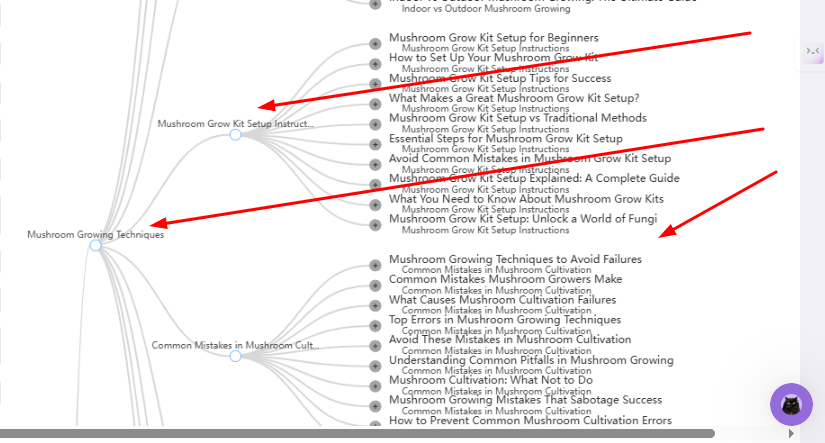 Indoor vs Outdoor Mushroom Growing: The Ultimate Guide
Indoor vs Outdoor Mushroom Growing
Mushroom Grow Kit Setup for Beginners
Mushroom Grow Kit Setup Instructions
How to Set Up Your Mushroom Grow Kit
Mushroom Grow Kit Setup Instructions
Mushroom Grow Kit Setup Tips for Success
Mushroom Grow Kit Setup Instructions
What Makes a Great Mushroom Grow Kit Setup?
Mushroom Grow Kit Setup Instructions
Mushroom Grow Kit Setup vs Traditional Methods
Mushroom Grow Kit Setup Instruct...
Mushroom Grow Kit Setup Instructions
Essential Steps for Mushroom Grow Kit Setup
Mushroom Grow Kit Setup Instructions
Avoid Common Mistakes in Mushroom Grow Kit Setup
Mushroom Grow Kit Setup Instructions
Mushroom Grow Kit Setup Explained: A Complete Guide
Mushroom Grow Kit Setup Instructions
What You Need to Know About Mushroom Grow Kits
Mushroom Grow Kit Setup Instructions
Mushroom Grow Kit Setup: Unlock a World of Fungi
Mushroom Grow Kit Setup Instructions
Mushroom Growing Techniques
Mushroom Growing Techniques to Avoid Failures
Common Mistakes in Mushroom Cultivation
Common Mistakes Mushroom Growers Make
Common Mistakes in Mushroom Cultivation
What Causes Mushroom Cultivation Failures
Common Mistakes in Mushroom Cultivation
Top Errors in Mushroom Growing Techniques
Common Mistakes in Mushroom Cultivation
Avoid These Mistakes in Mushroom Cultivation
Common Mistakes in Mushroom Cult...
Common Mistakes in Mushroom Cultivation
Understanding Common Pitfalls in Mushroom Growing
Common Mistakes in Mushroom Cultivation
Mushroom Cultivation: What Not to Do
Common Mistakes in Mushroom Cultivation
Mushroom Growing Mistakes That Sabotage Success
Common Mistakes in Mushroom Cultivation
How to Prevent Common Mushroom Cultivation Errors